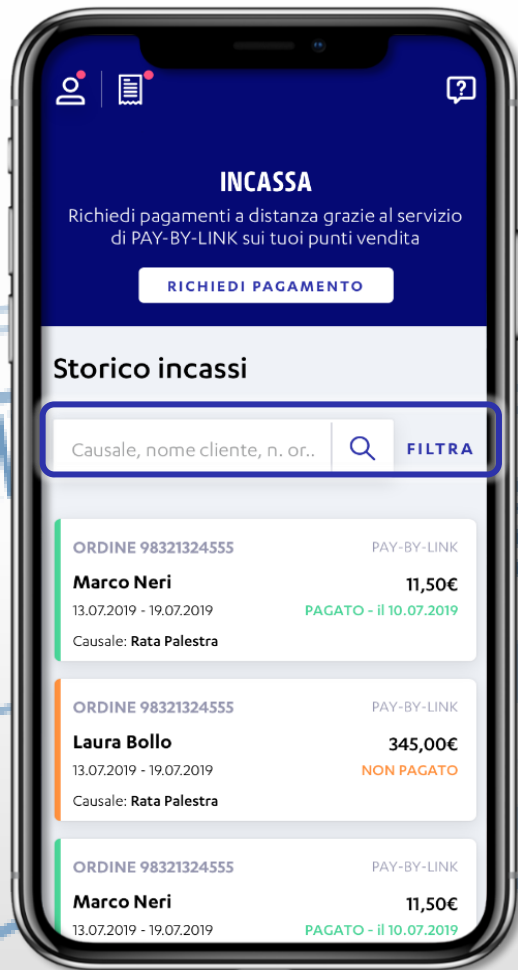 INCASSA
Richiedi pagamenti a distanza grazie al servizio
di PAY-BY-LINK sui tuoi punti vendita
RICHIEDI PAGAMENTO
Storico incassi
Causale, nome cliente, n. or.. FILTRA
ORDINE 98321324555 PAY-BY-LINK
Marco Neri 11,50€
13.07.2019 - 19.07.2019 PAGATO - il 10.07.2019
Causale: Rata Palestra
ORDINE 98321324555 PAY-BY-LINK
Laura Bollo 345,00€
13.07.2019 - 19.07.2019 NON PAGATO
Causale: Rata Palestra
ORDINE 98321324555 PAY-BY-LINK
Marco Neri 11,50€
13.07.2019 - 19.07.2019 PAGATO - il 10.07.2019